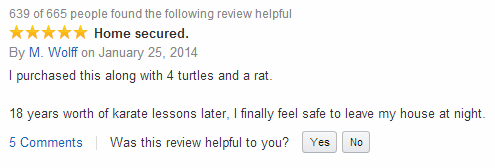 639 of 665 people found the following review helpful
Home secured.
By M. Wolff on January 25, 2014
I purchased this along with 4 turtles and a rat.
18 years worth of karate lessons later, I finally feel safe to leave my house at night.
5 Comments | Was this review helpful to you? Yes No